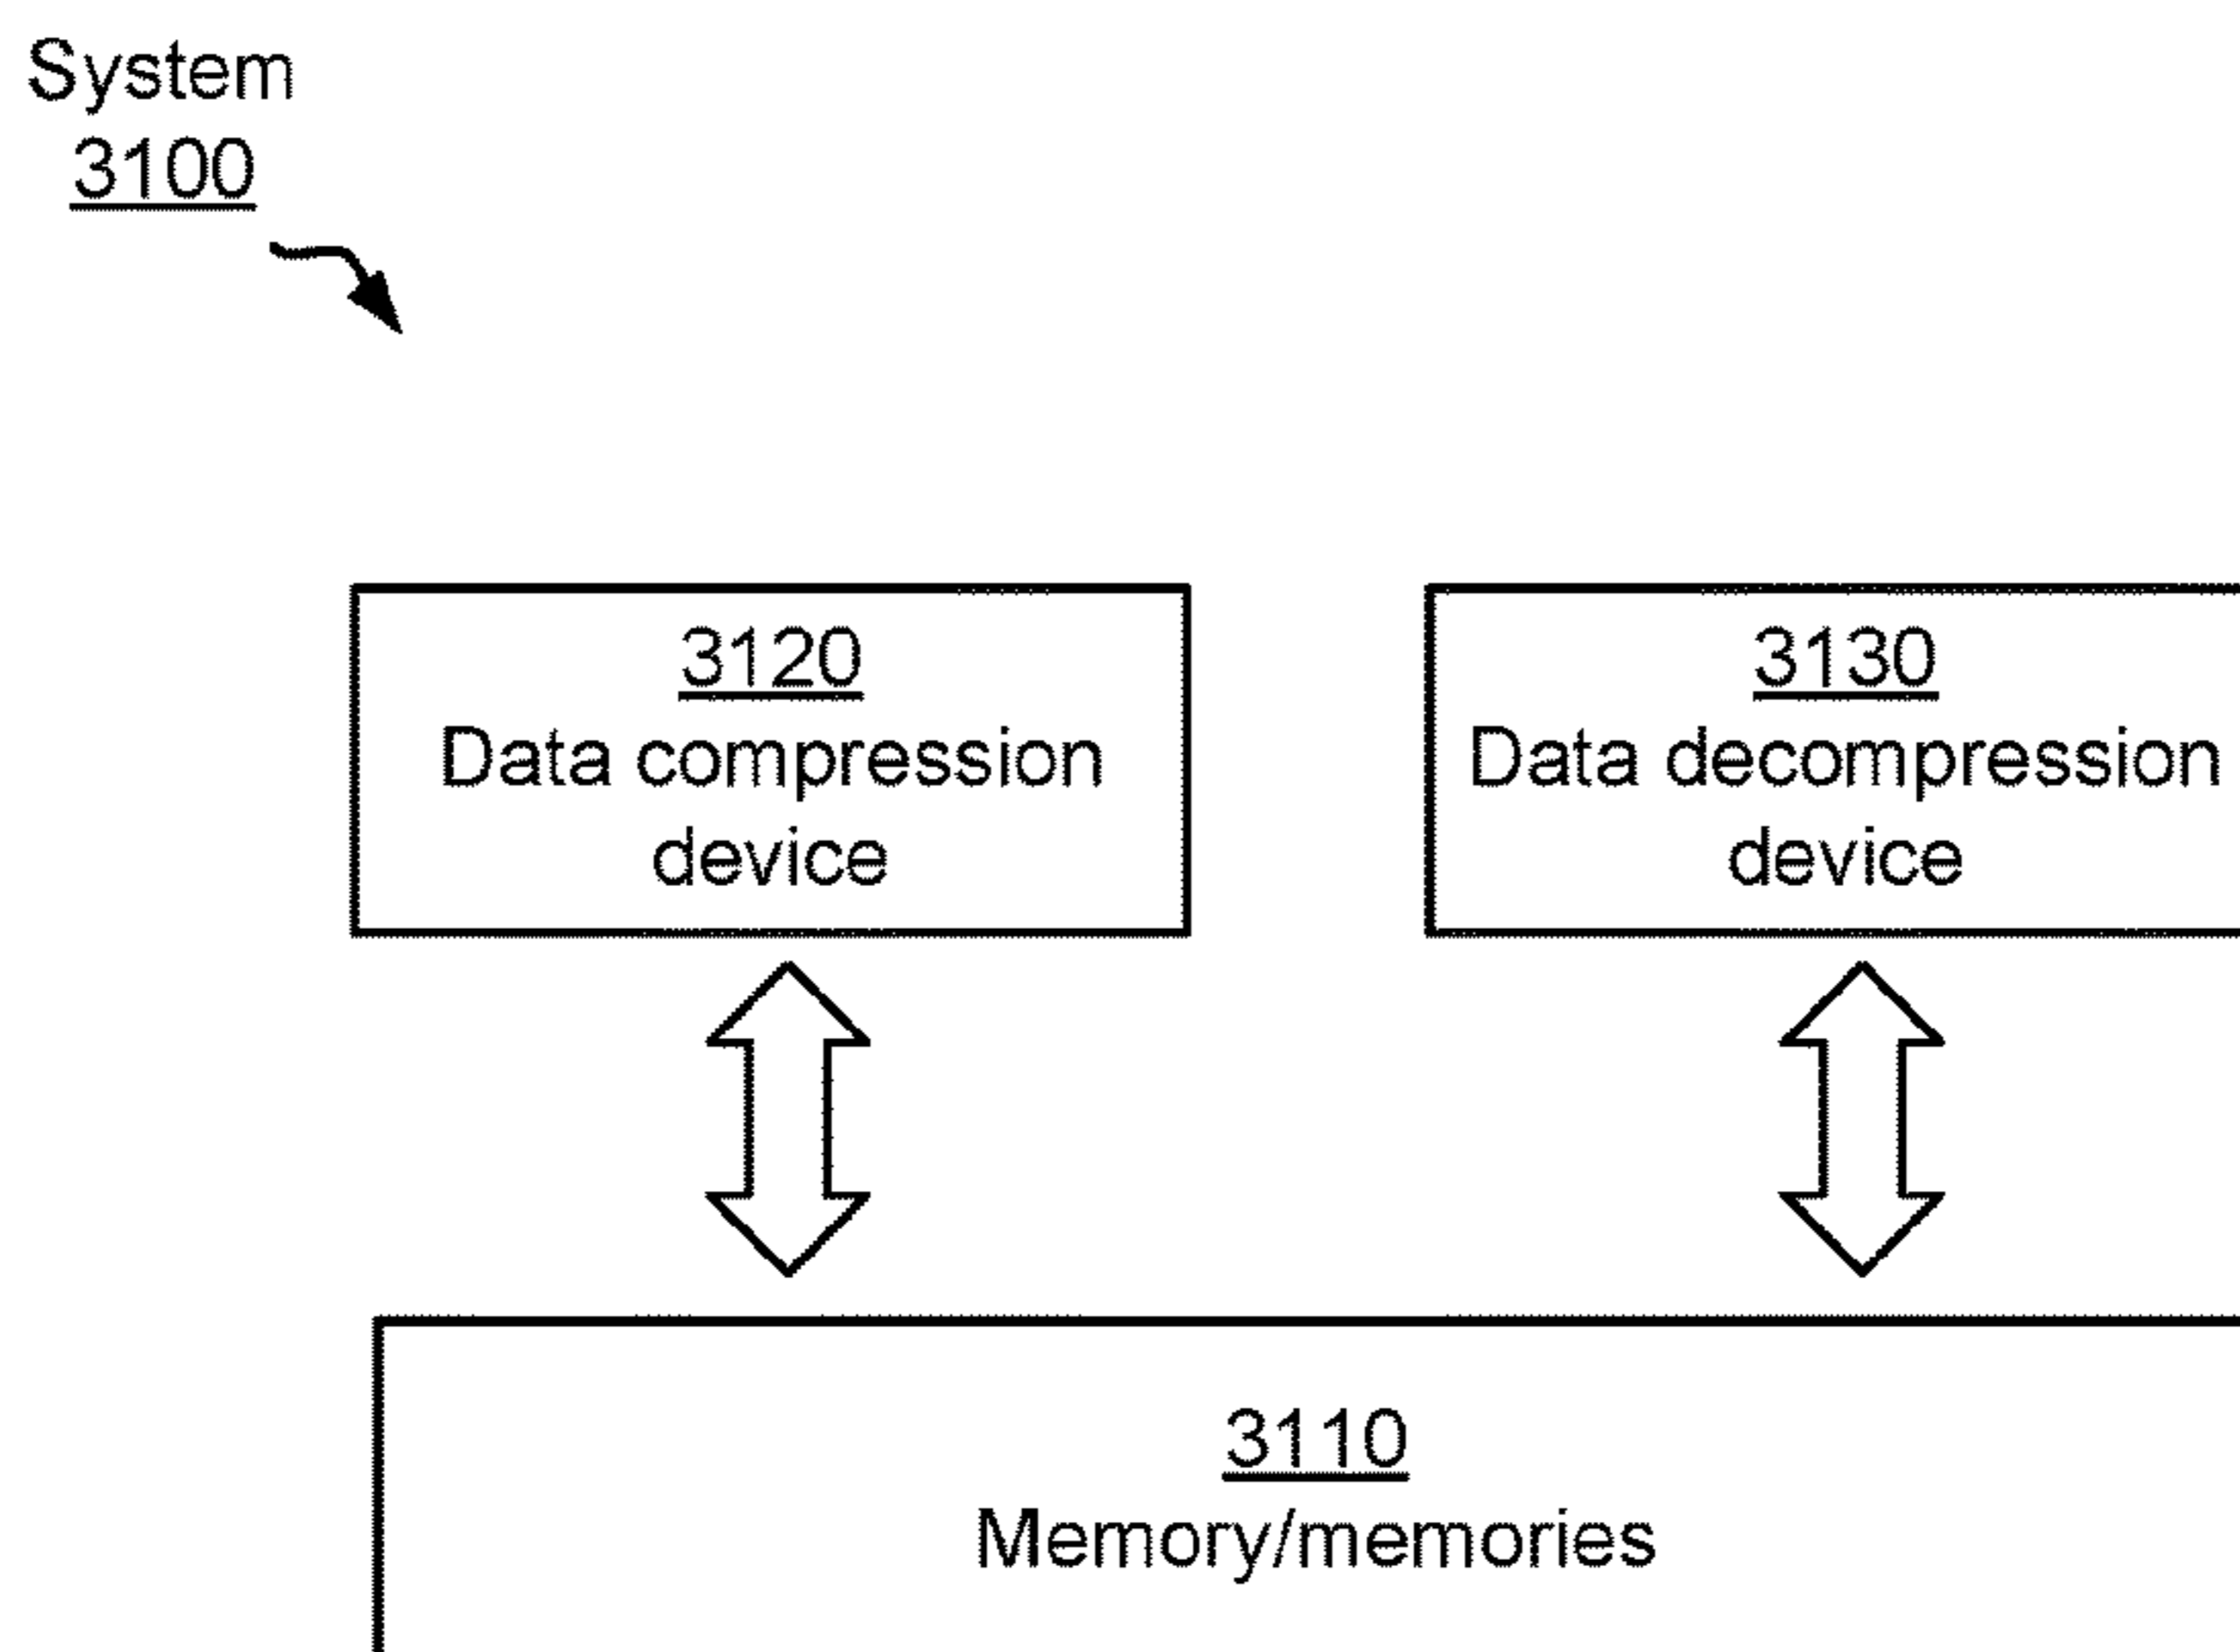 System
3100
3120
Data compression
device
3130
Data decompression
device
3110
Memory/memories